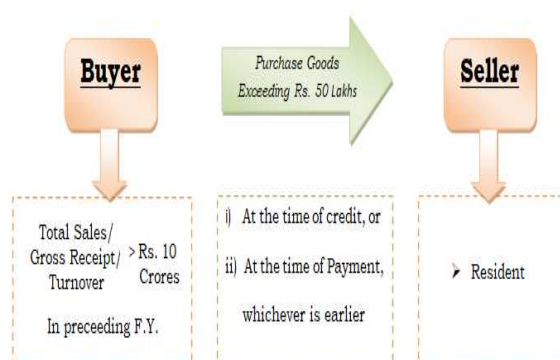 Buyer
Purchase Goods
Exceeding Rs. 50 Lakhs
Seller
Total Sales/
Gross Receipt/
Turnover
> Rs. 10
Crores
In preceeding F.Y.
i) At the time of credit, or
ii) At the time of Payment,
whichever is earlier
➤ Resident